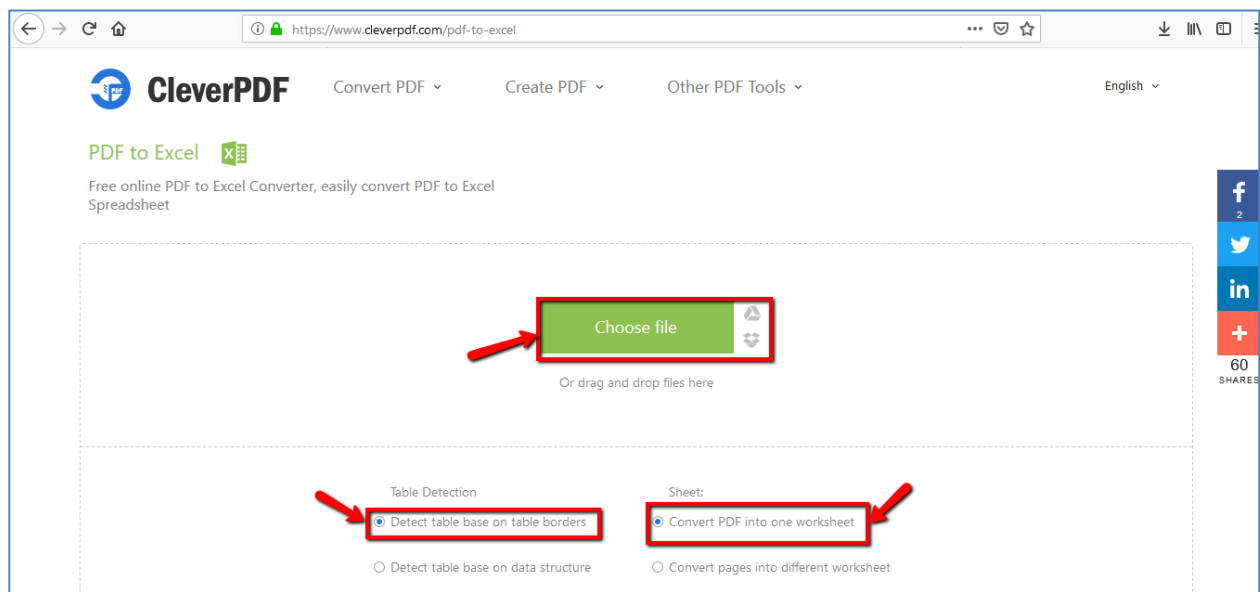 https://www.cleverpdf.com/pdf-to-excel
PDF
CleverPDF
Convert PDF
Create PDF
Other PDF Tools
English
PDF to Excel
X
Free online PDF to Excel Converter, easily convert PDF to Excel
Spreadsheet
f
2
in
+
60
SHARES
Choose file
Or drag and drop files here
Table Detection
Sheet:
Detect table base on table borders
Convert PDF into one worksheet
Detect table base on data structure
Convert pages into different worksheet